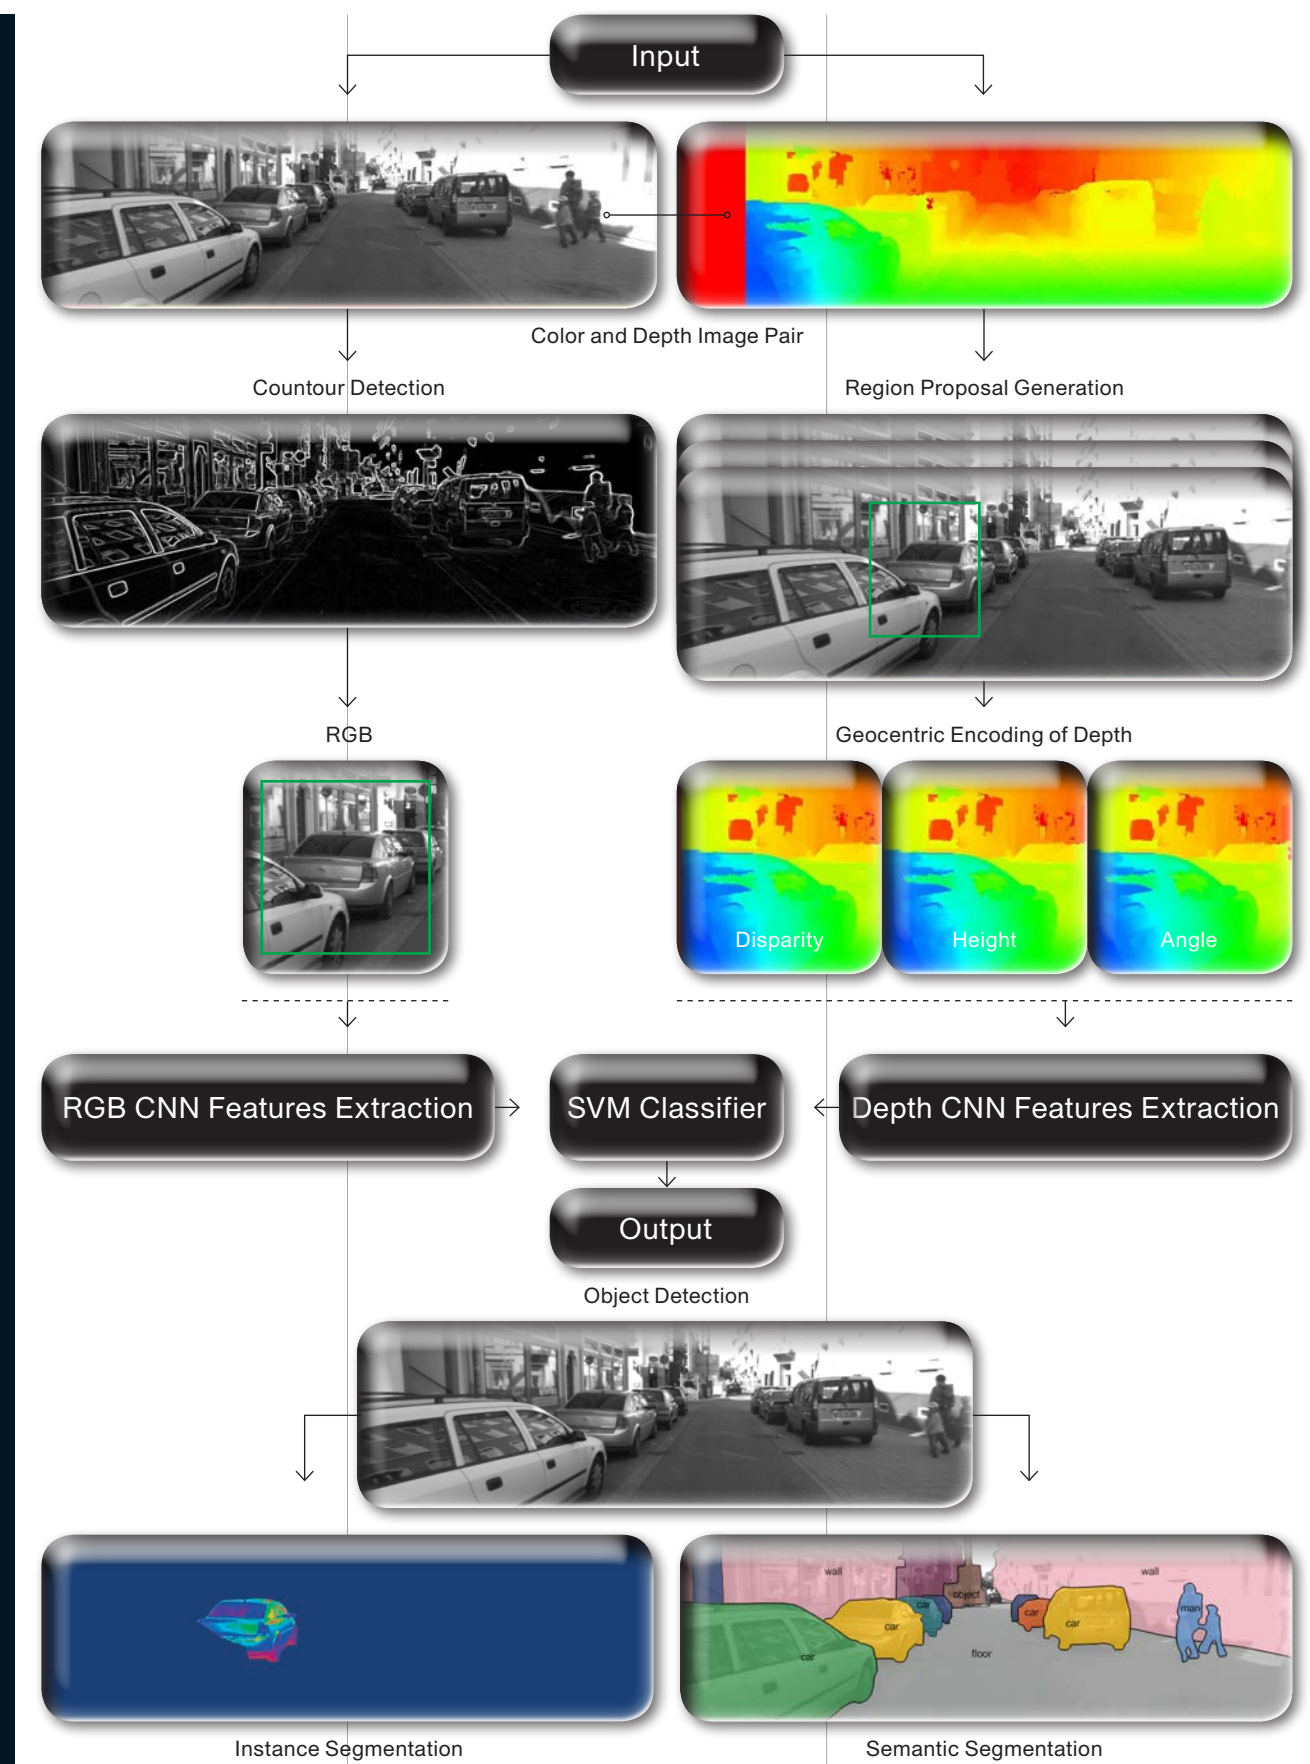 Input
Color and Depth Image Pair
Countour Detection
Region Proposal Generation
RGB
Geocentric Encoding of Depth
Disparity
Height
Angle
RGB CNN Features Extraction
SVM Classifier
Depth CNN Features Extraction
Output
Object Detection
wall
wall
object
car
car
car
man
car
car
floor
Instance Segmentation
Semantic Segmentation